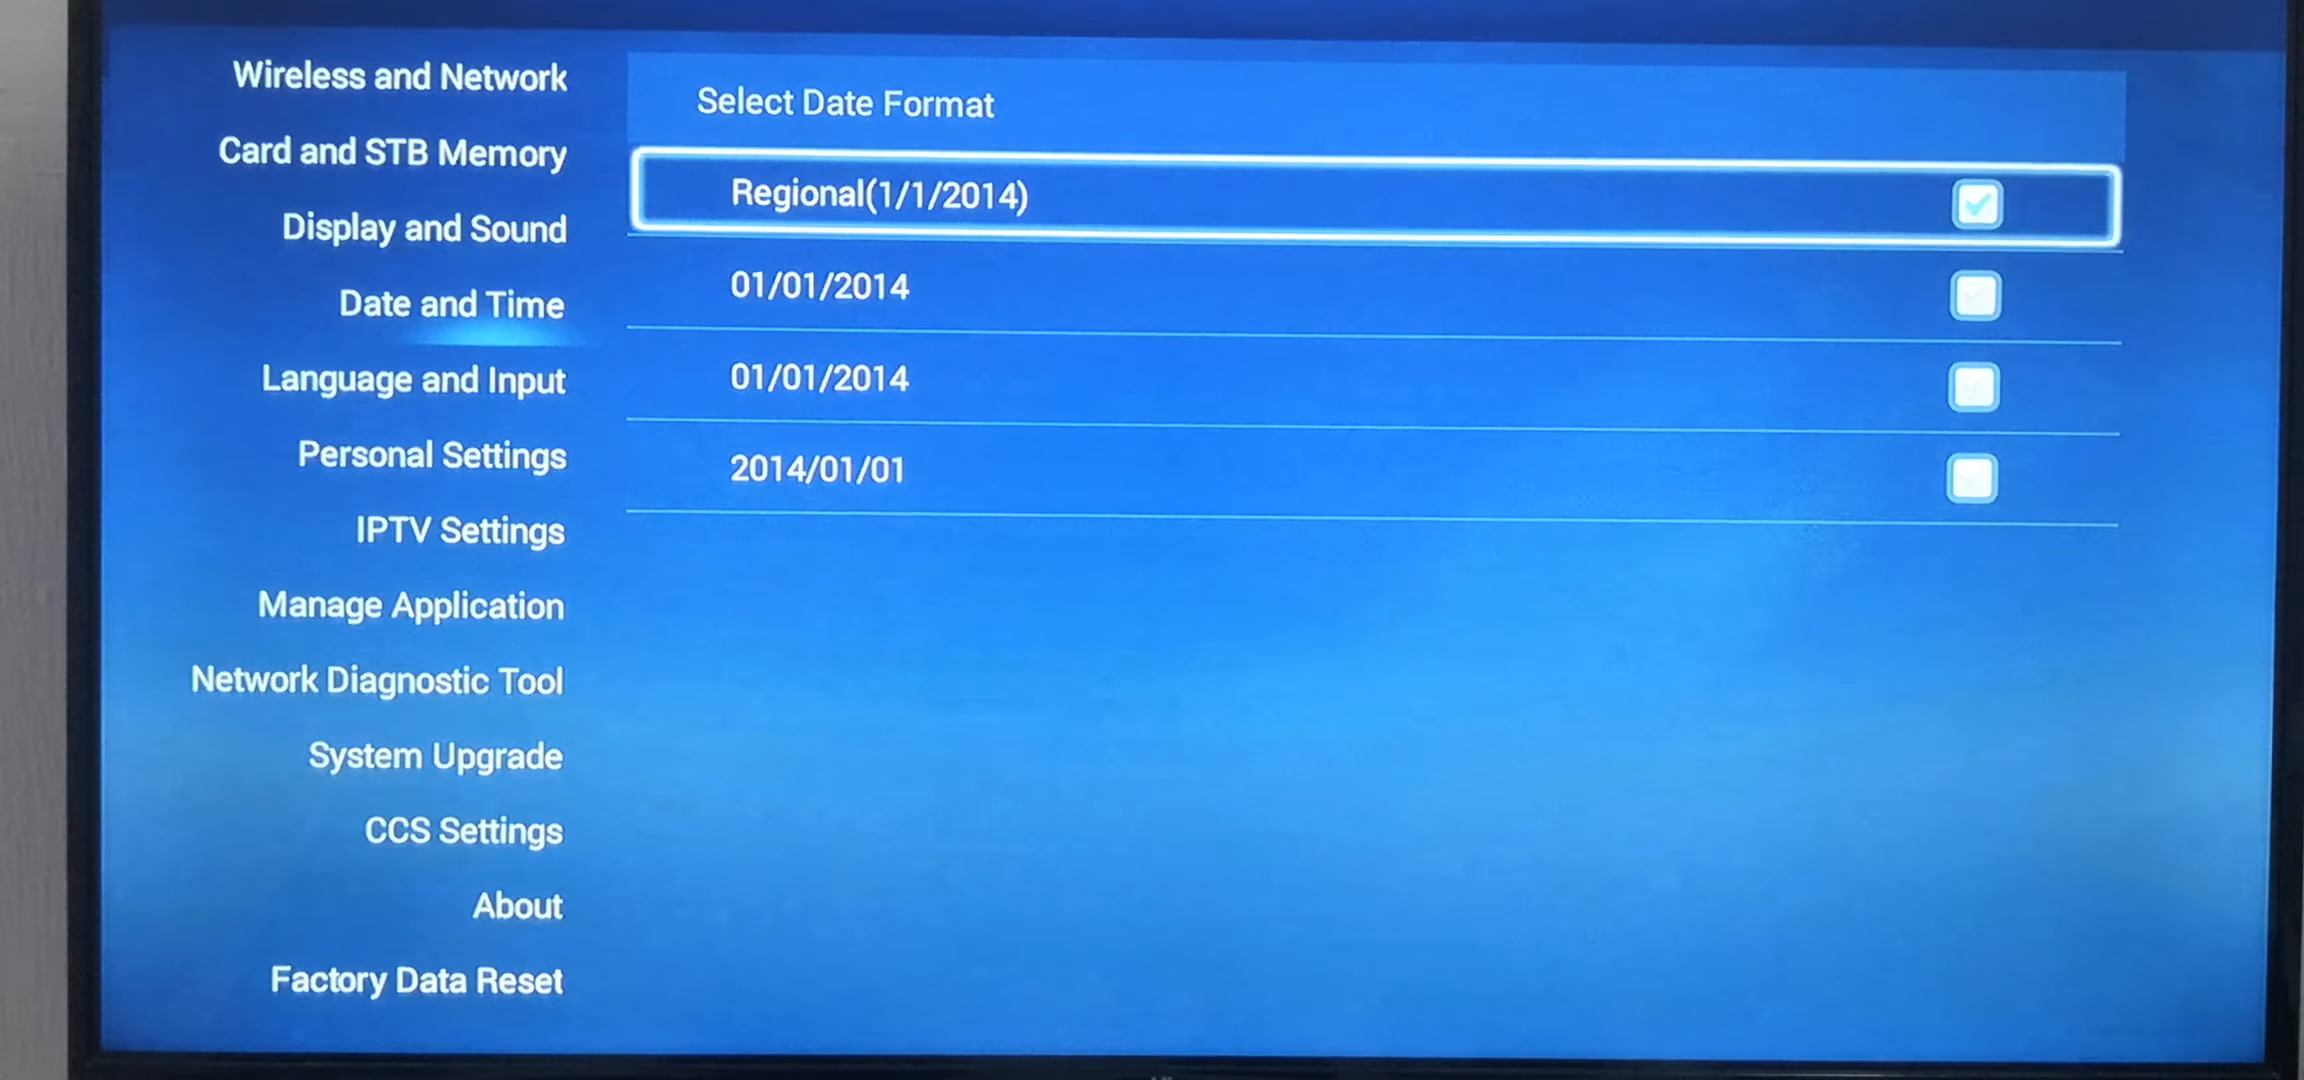 Wireless and Network
Card and STB Memory
Display and Sound
Date and Time
Language and Input
Personal Settings
IPTV Settings
Manage Application
Network Diagnostic Tool
System Upgrade
CCS Settings
About
Factory Data Reset
Select Date Format
Regional(1/1/2014)
01/01/2014
01/01/2014
2014/01/01